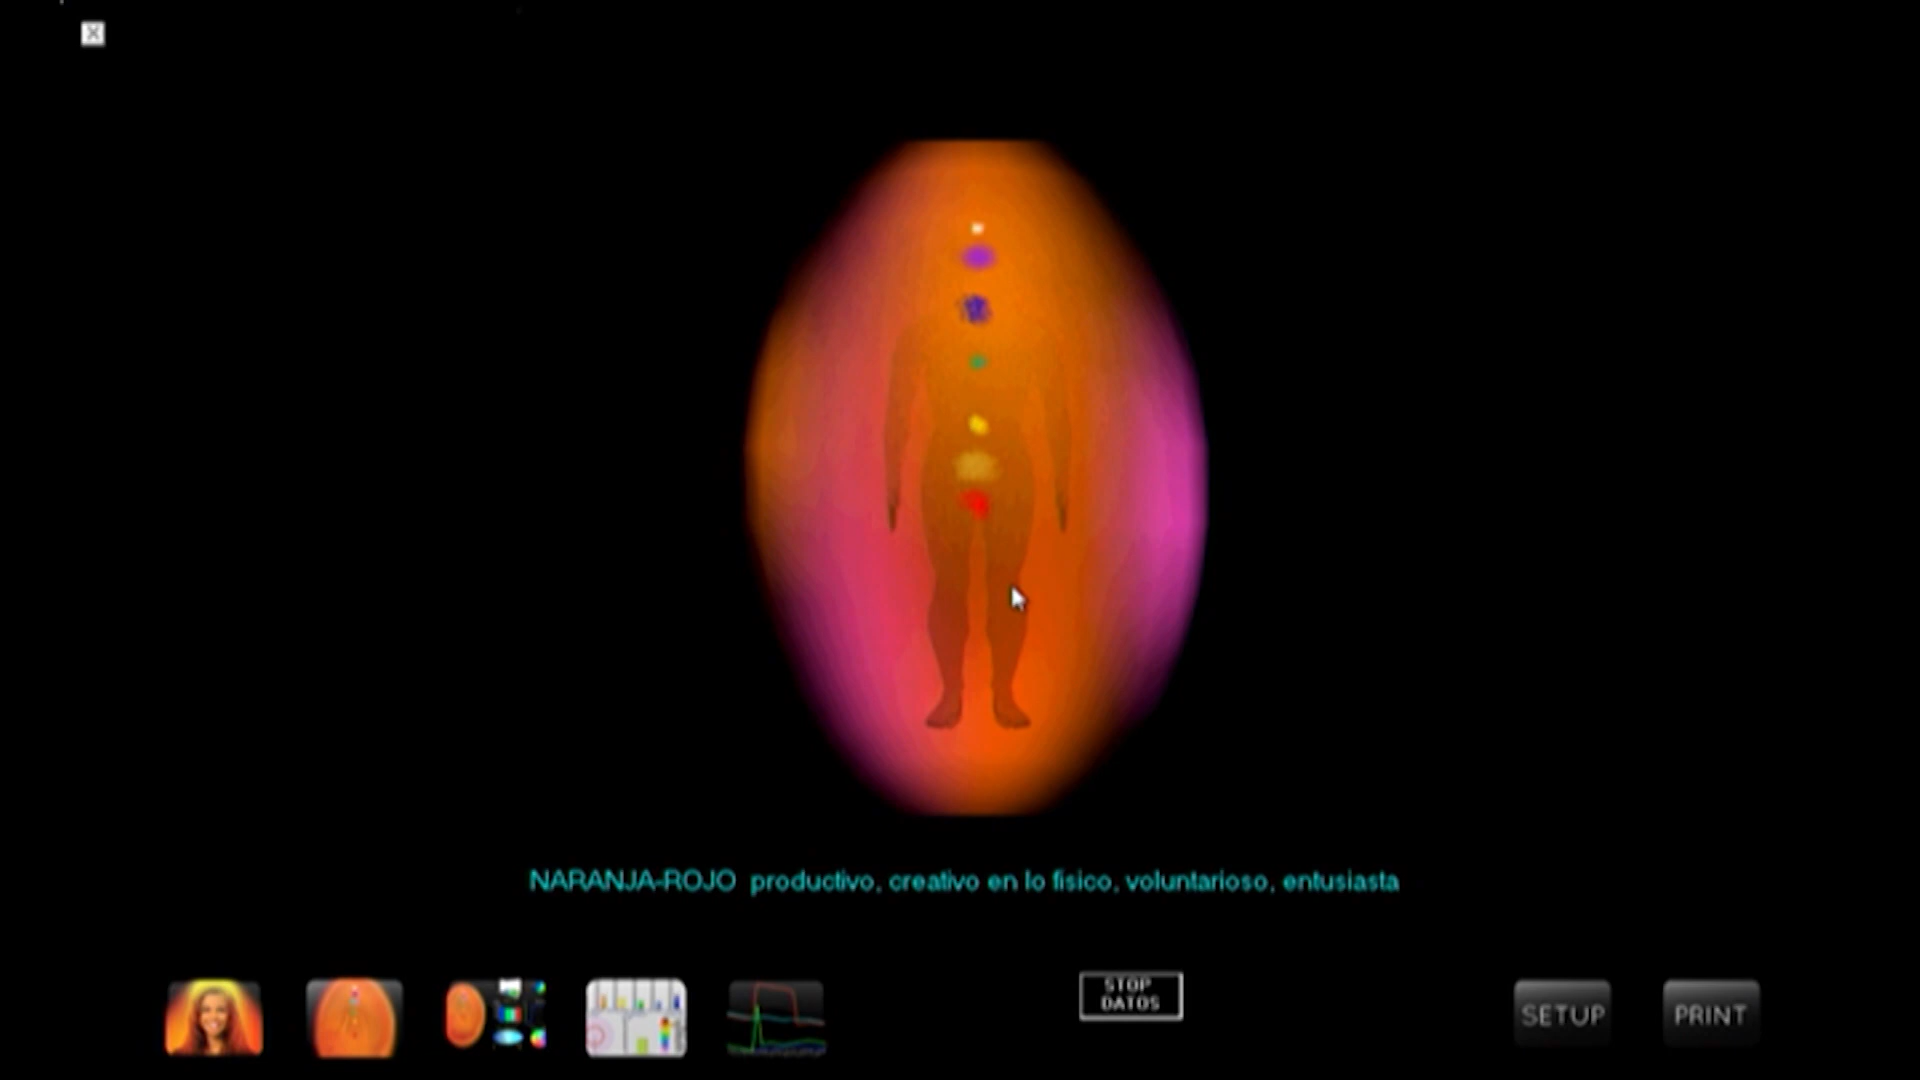 NARANJA-ROJO productivo, creativo en lo fisico, voluntarioso, entusiasta
STOP
DATOS
SETUP
PRINT